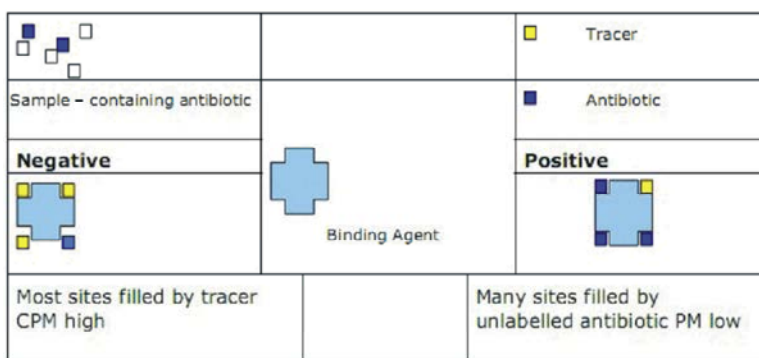 Tracer
Sample – containing antibiotic
Antibiotic
Negative
Positive
Binding Agent
Most sites filled by tracer
CPM high
Many sites filled by
unlabelled antibiotic PM low